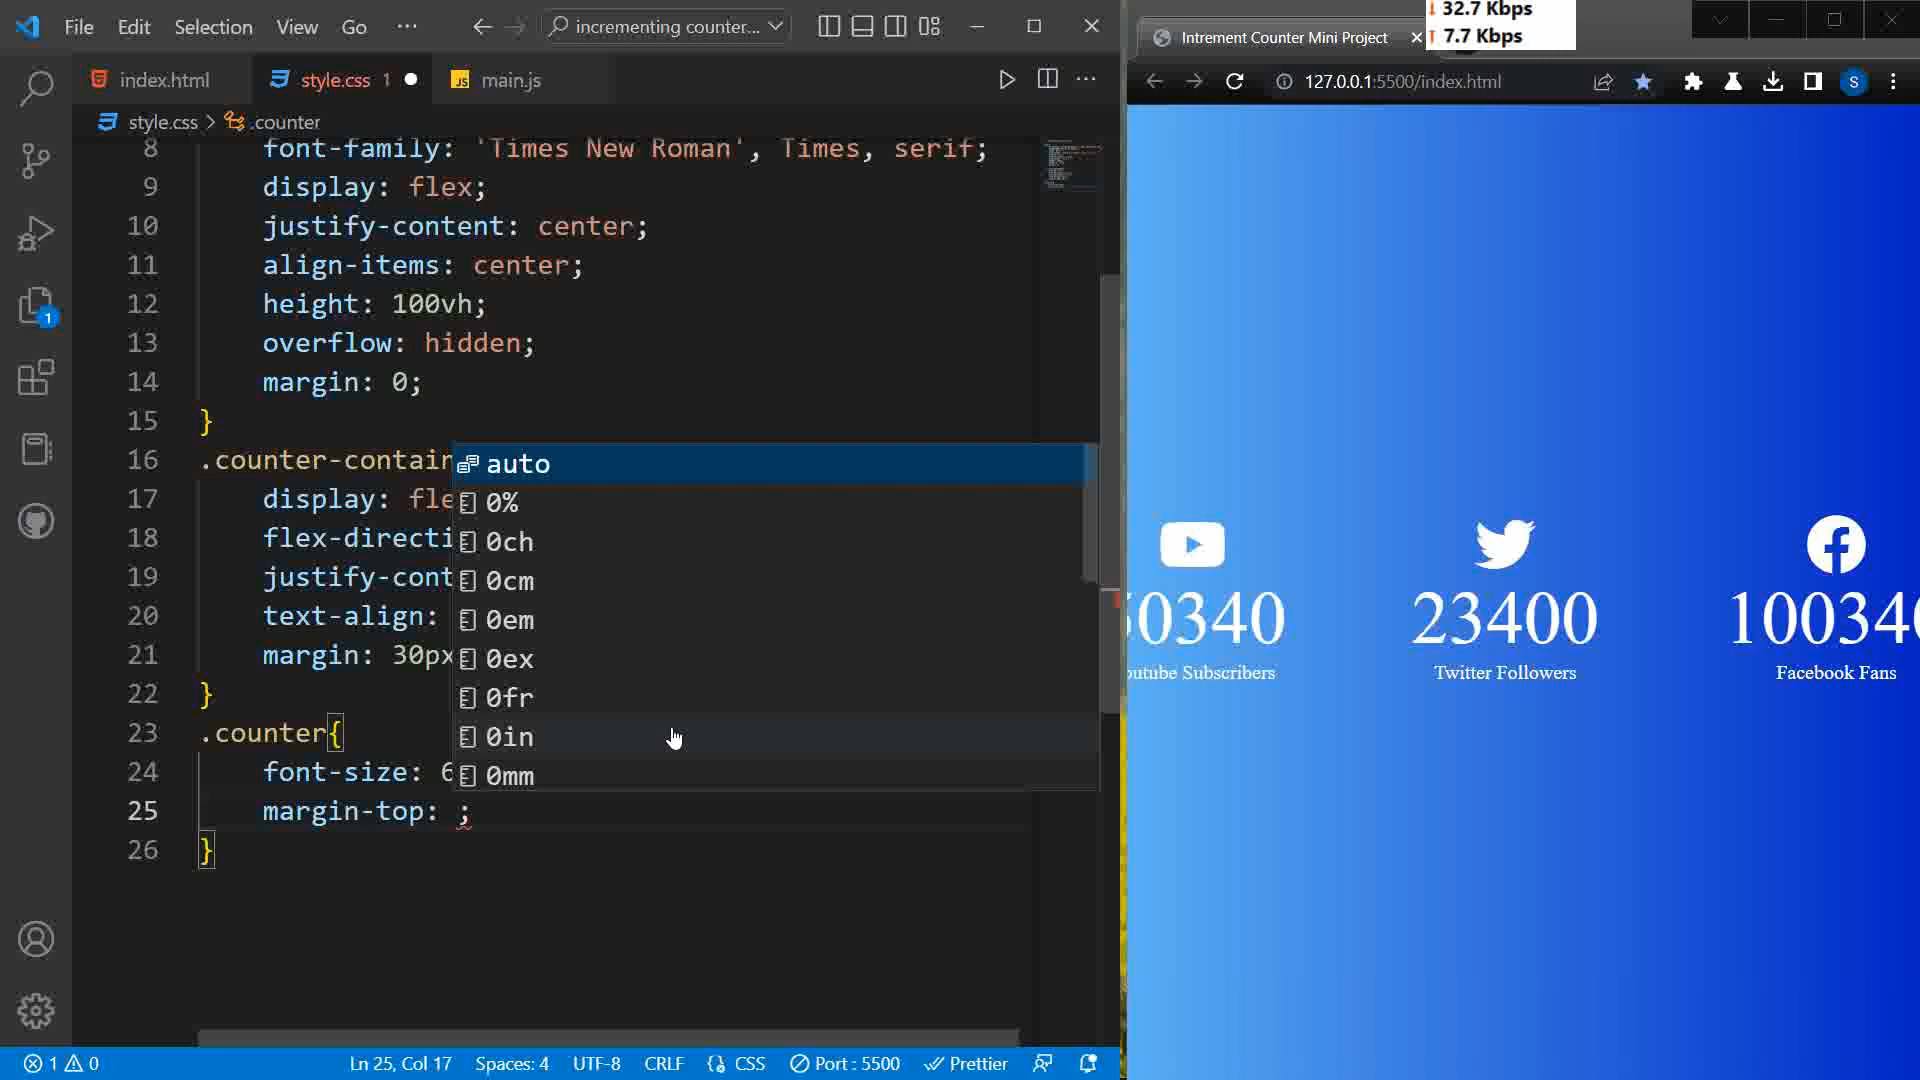 File Edit Selection View Go ···
incrementing counter...
index.html
style.css 1
main.js
style.css > .counter
8 font-family: 'Times New Roman', Times, serif;
9 display: flex;
10 justify-content: center;
11 align-items: center;
12 height: 100vh;
13 overflow: hidden;
14 margin: 0;
15 }
16 .counter-contain
17 display: fle
18 flex-directi
19 justify-cont
20 text-align:
21 margin: 30px
22 }
23 .counter{
24 font-size: 6
25 margin-top: ;
26 }
auto
0%
0ch
0cm
0em
0ex
0fr
0in
0mm
1
1 0
Ln 25, Col 17
Spaces: 4
UTF-8
CRLF
CSS
Port : 5500
Prettier
32.7 Kbps
7.7 Kbps
Intrement Counter Mini Project
127.0.0.1:5500/index.html
S
0340
utube Subscribers
23400
Twitter Followers
10034
Facebook Fans